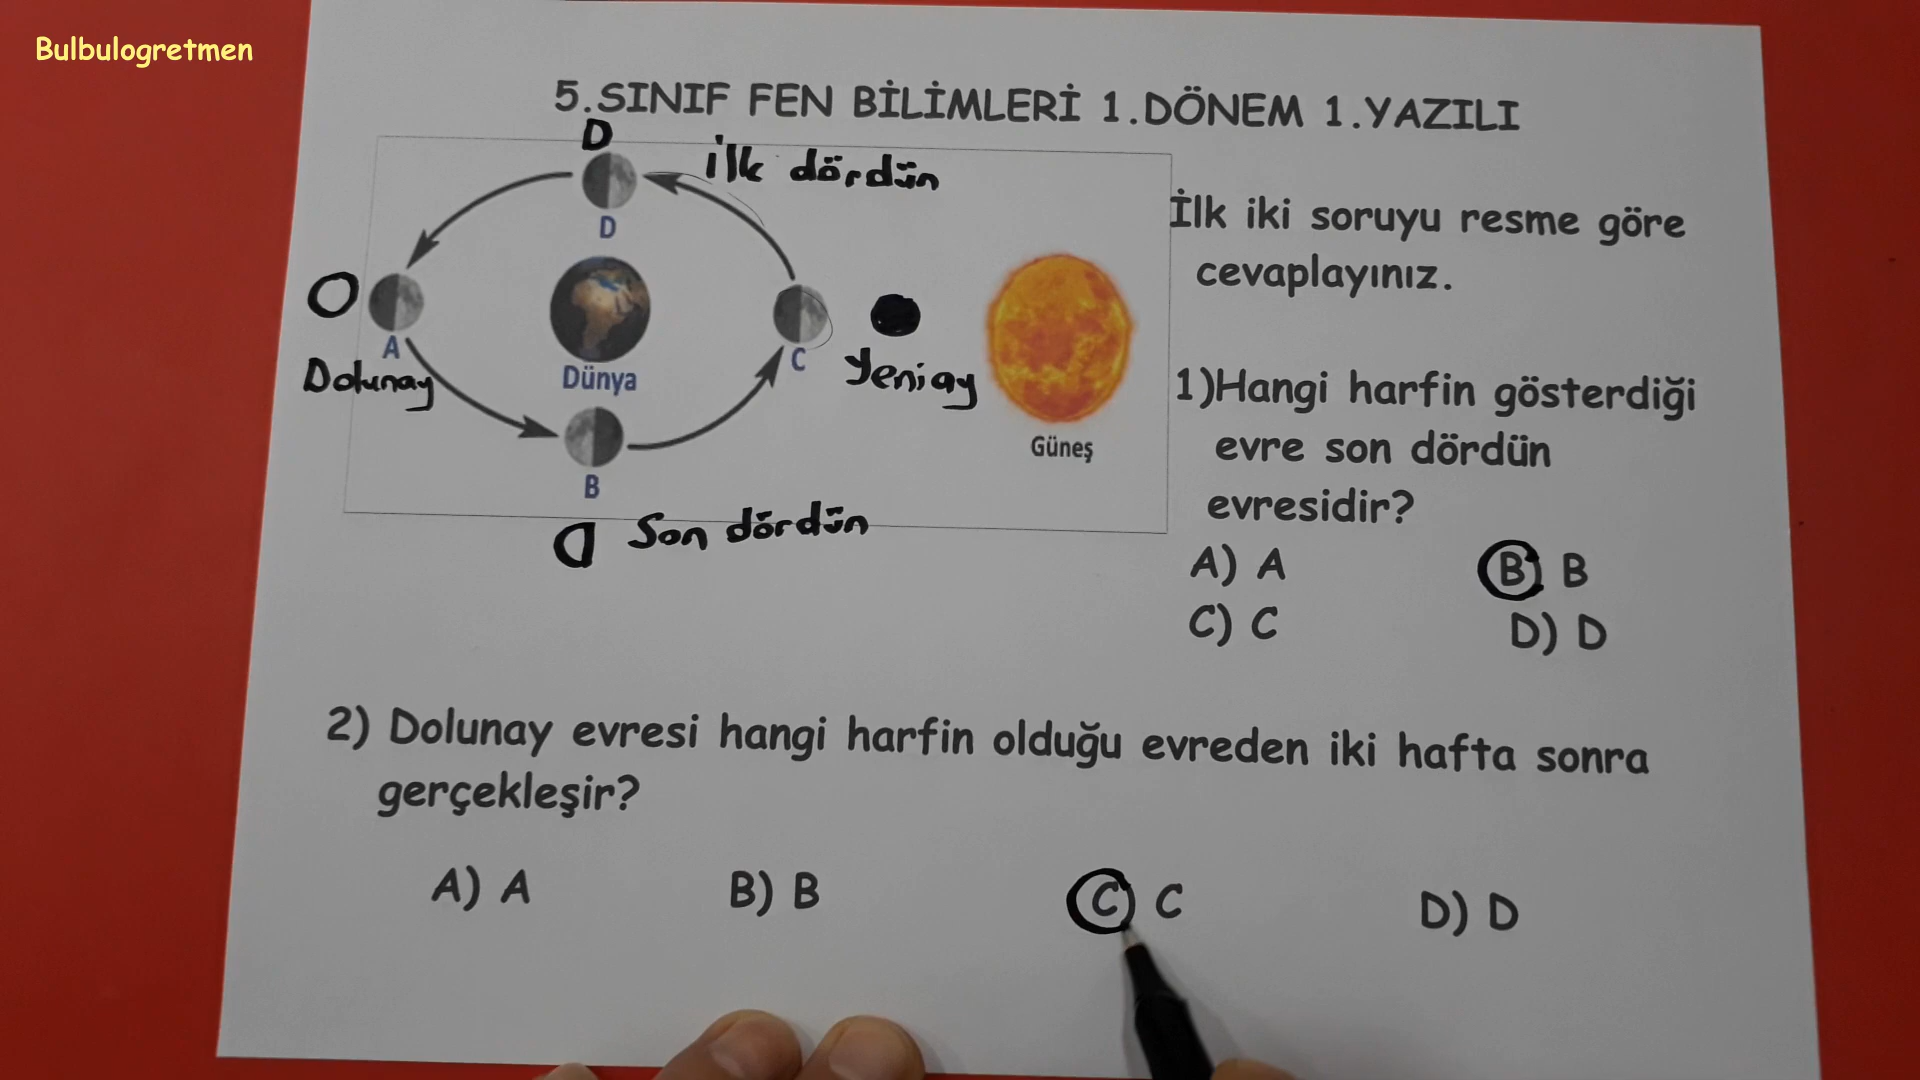 Bulbulogretmen
5.SINIF FEN BİLİMLERİ 1.DÖNEM 1.YAZILI
D
ilk dördün
D
A
Dolunay
Dünya
C
Yeniay
Güneş
B
Son dördün
İlk iki soruyu resme göre
cevaplayınız.
1)Hangi harfin gösterdiği
evre son dördün
evresidir?
A) A B) B
C) C D) D
2) Dolunay evresi hangi harfin olduğu evreden iki hafta sonra
gerçekleşir?
A) A B) B C) C D) D